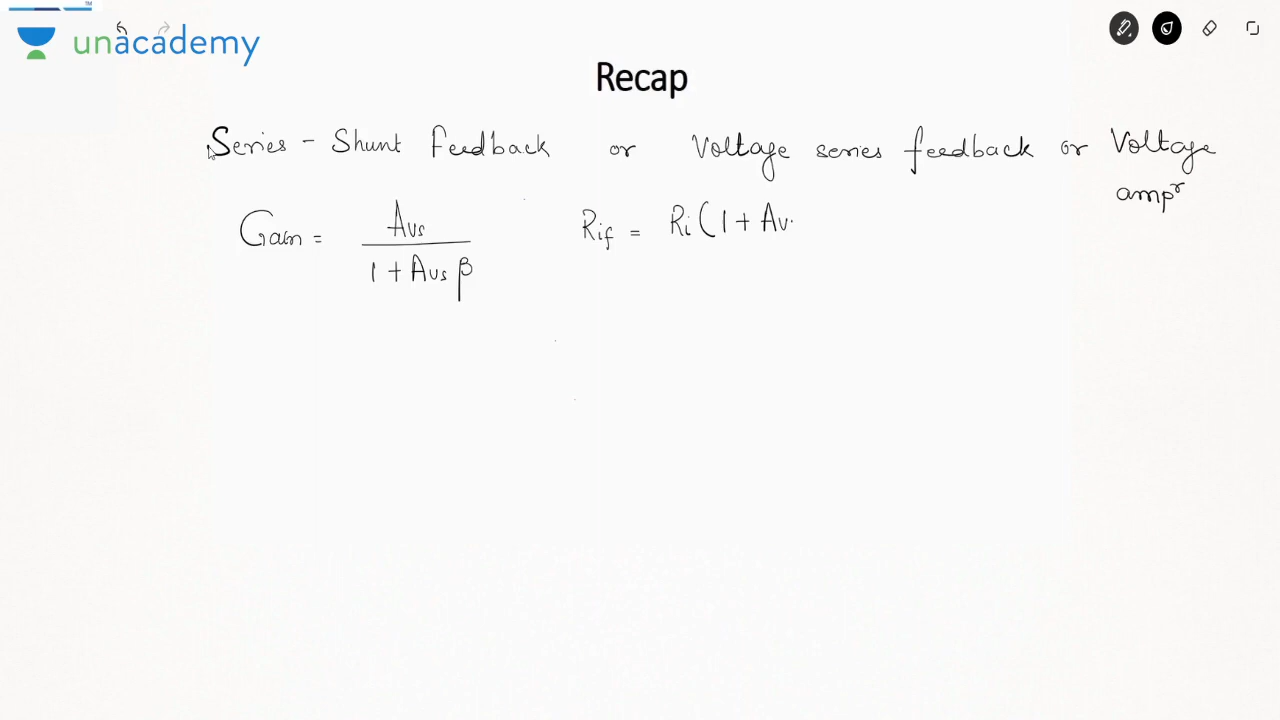 unacademy
Recap
Series - Shunt Feedback or Voltage series feedback or Voltage ampʳ
Gain = Avs / 1 + Avs β
Rif = Ri ( 1 + Av